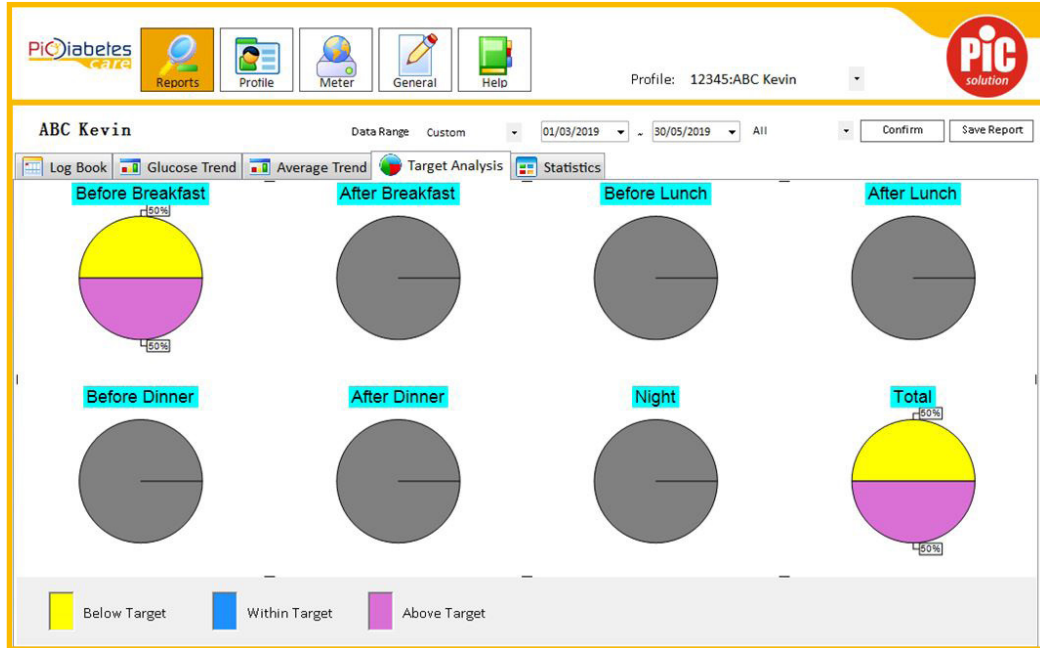 PiC Diabetes
care
Reports
Profile
Meter
General
Help
Profile: 12345:ABC Kevin
PiC
solution
ABC Kevin
Data Range Custom 01/03/2019 ~ 30/05/2019 All Confirm Save Report
Log Book Glucose Trend Average Trend Target Analysis Statistics
Before Breakfast After Breakfast Before Lunch After Lunch
50%
50%
Before Dinner After Dinner Night Total
50%
50%
Below Target Within Target Above Target